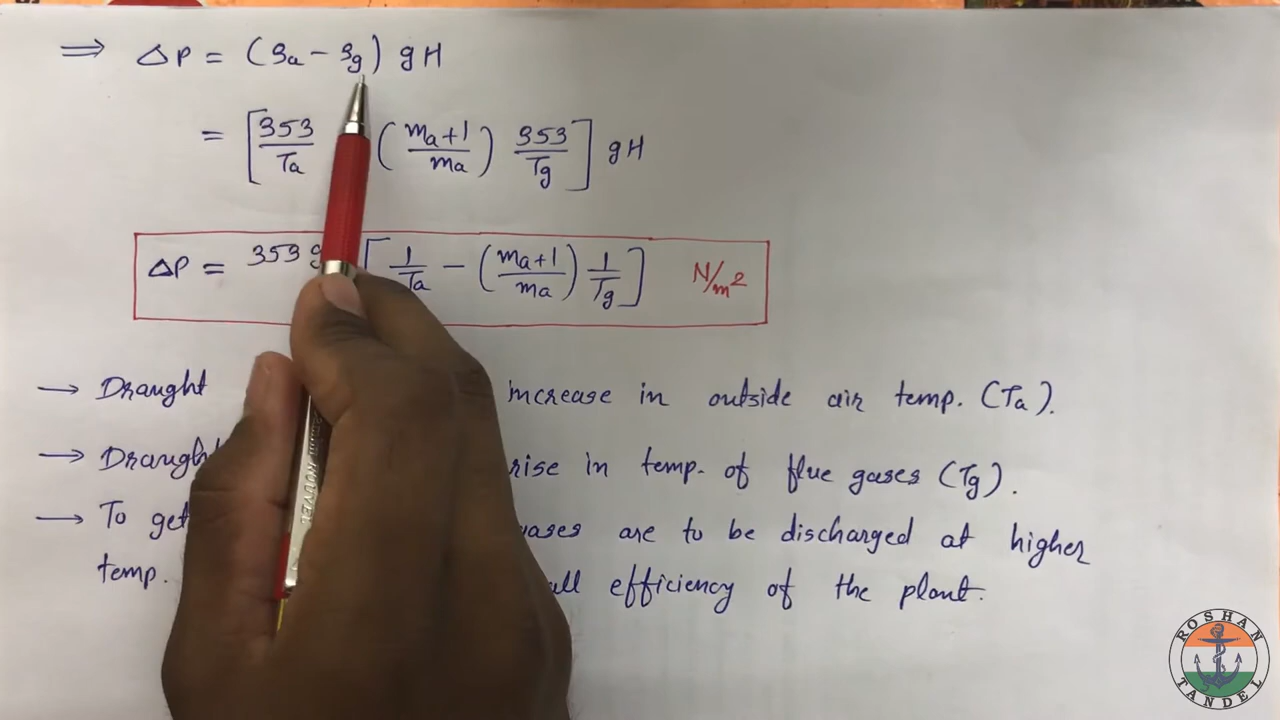 ⇒ ΔP = (ρa − ρg) gH
= [353/Ta (ma+1/ma) 353/Tg] gH
ΔP = 353 g [1/Ta − (ma+1/ma) 1/Tg] N/m²
→ Draught increase in outside air temp. (Ta).
→ Draught rise in temp. of flue gases (Tg).
→ To get gases are to be discharged at higher
temp. efficiency of the plant.
ROSHAN
TANDEL